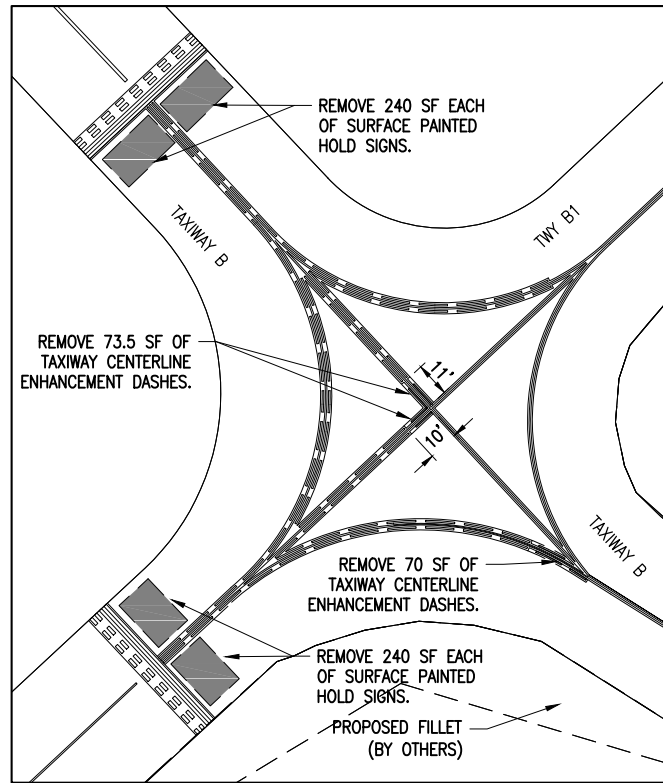 REMOVE 240 SF EACH
OF SURFACE PAINTED
HOLD SIGNS.
TAXIWAY B
TWY B1
REMOVE 73.5 SF OF
TAXIWAY CENTERLINE
ENHANCEMENT DASHES.
11'
10'
TAXIWAY B
REMOVE 70 SF OF
TAXIWAY CENTERLINE
ENHANCEMENT DASHES.
REMOVE 240 SF EACH
OF SURFACE PAINTED
HOLD SIGNS.
PROPOSED FILLET
(BY OTHERS)